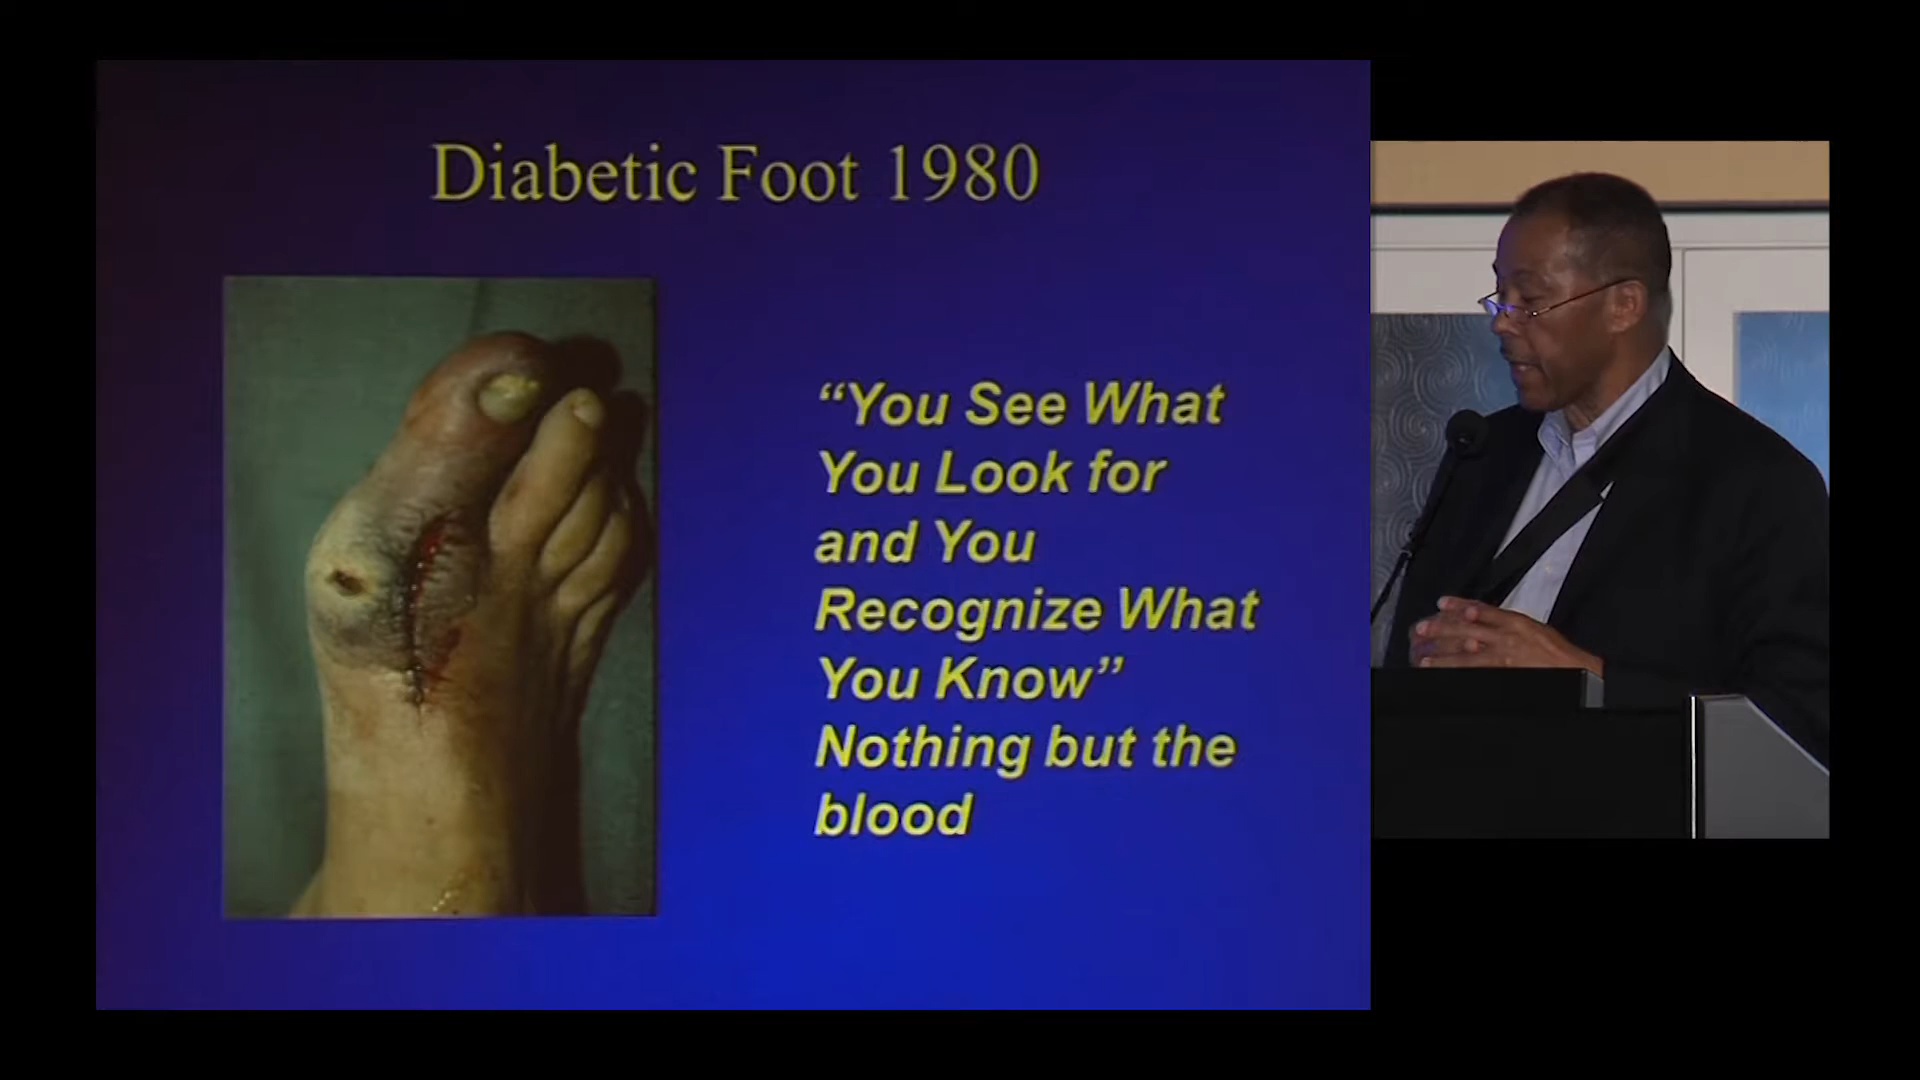 Diabetic Foot 1980
“You See What
You Look for
and You
Recognize What
You Know”
Nothing but the
blood